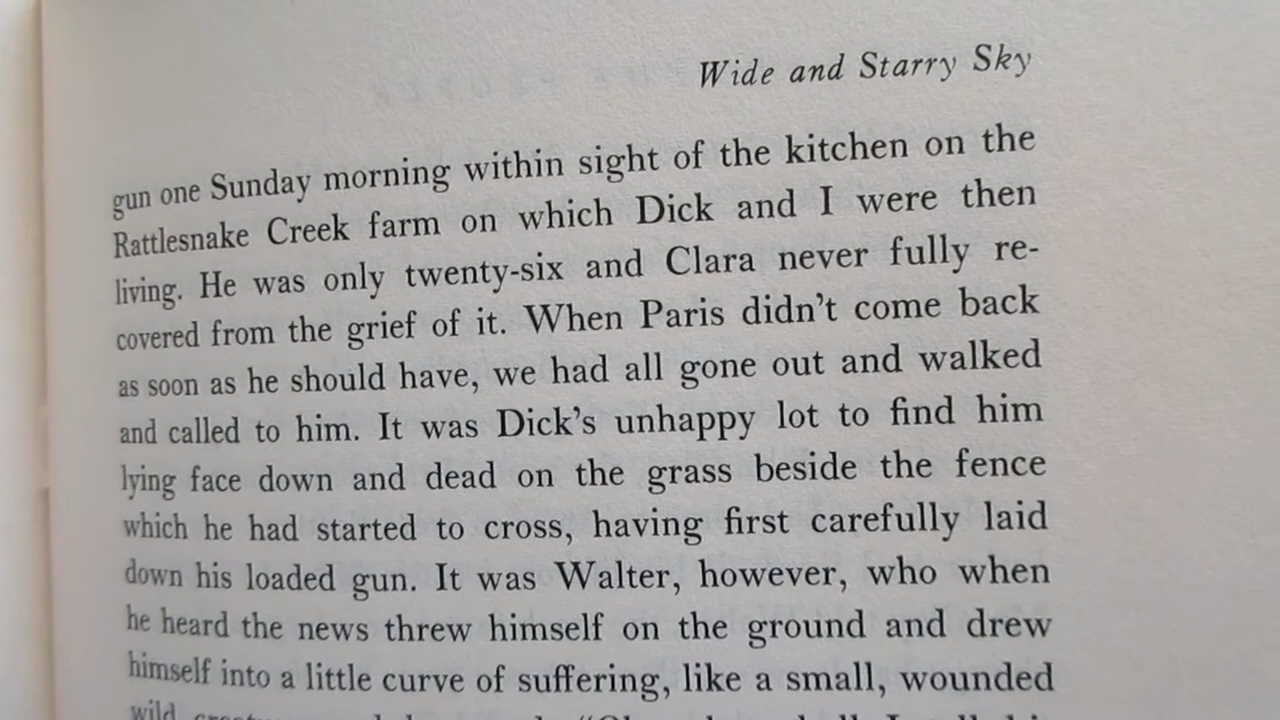 Wide and Starry Sky
gun one Sunday morning within sight of the kitchen on the
Rattlesnake Creek farm on which Dick and I were then
living. He was only twenty-six and Clara never fully re-
covered from the grief of it. When Paris didn't come back
as soon as he should have, we had all gone out and walked
and called to him. It was Dick's unhappy lot to find him
lying face down and dead on the grass beside the fence
which he had started to cross, having first carefully laid
down his loaded gun. It was Walter, however, who when
he heard the news threw himself on the ground and drew
himself into a little curve of suffering, like a small, wounded
wild